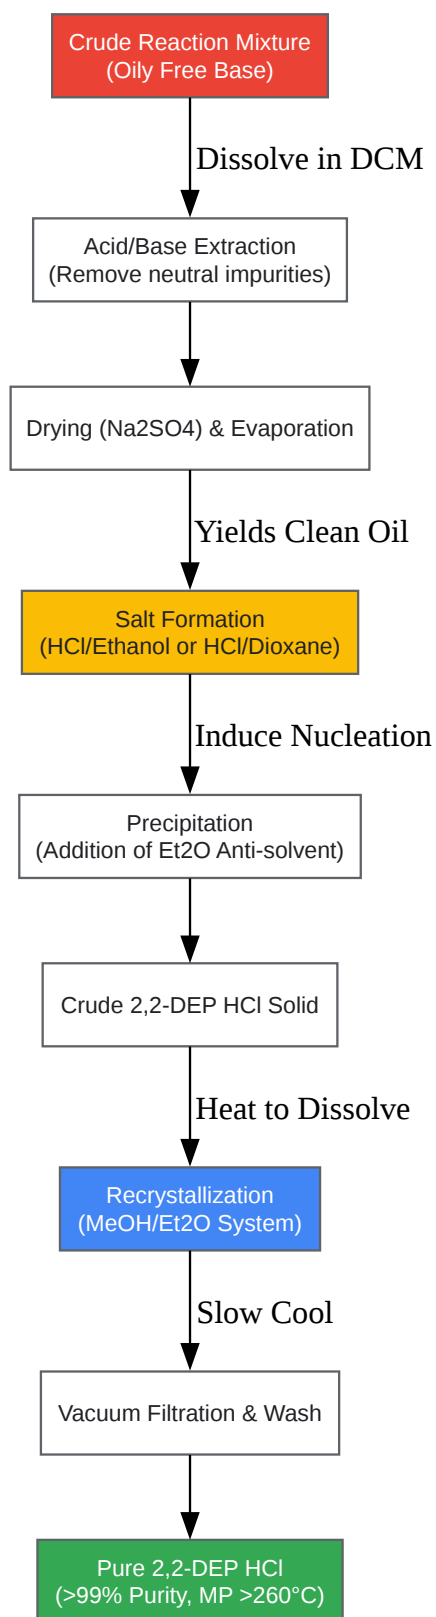 Crude Reaction Mixture
(Oily Free Base)
Dissolve in DCM
Acid/Base Extraction
(Remove neutral impurities)
Drying (Na2SO4) & Evaporation
Yields Clean Oil
Salt Formation
(HCl/Ethanol or HCl/Dioxane)
Induce Nucleation
Precipitation
(Addition of Et2O Anti-solvent)
Crude 2,2-DEP HCl Solid
Heat to Dissolve
Recrystallization
(MeOH/Et2O System)
Slow Cool
Vacuum Filtration & Wash
Pure 2,2-DEP HCl
(>99% Purity, MP >260°C)